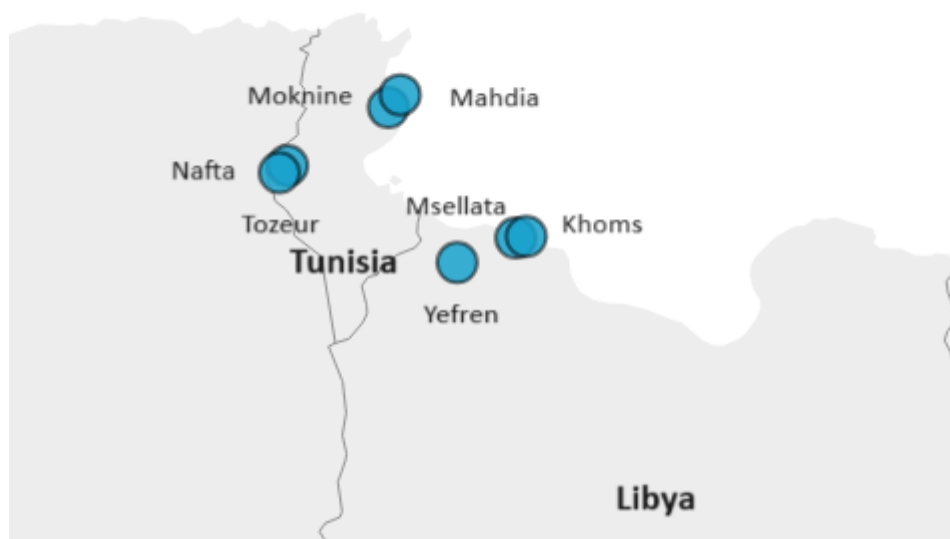 Moknine
Mahdia
Nafta
Msellata
Tozeur
Khoms
Tunisia
Yefren
Libya